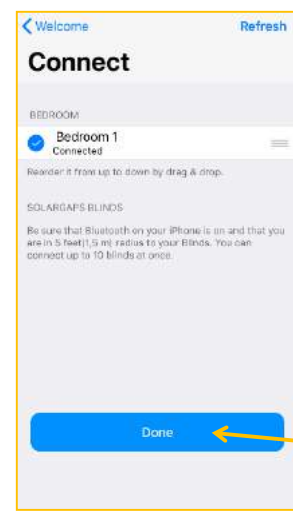 Welcome Refresh
Connect
BEDROOM
Bedroom 1
Connected
Reorder it from up to down by drag & drop.
SOLARGAPS BLINDS
Be sure that Bluetooth on your iPhone is on and that you
are in 5 feet(1,5 m) radius to your Blinds. You can
connect up to 10 blinds at once.
Done